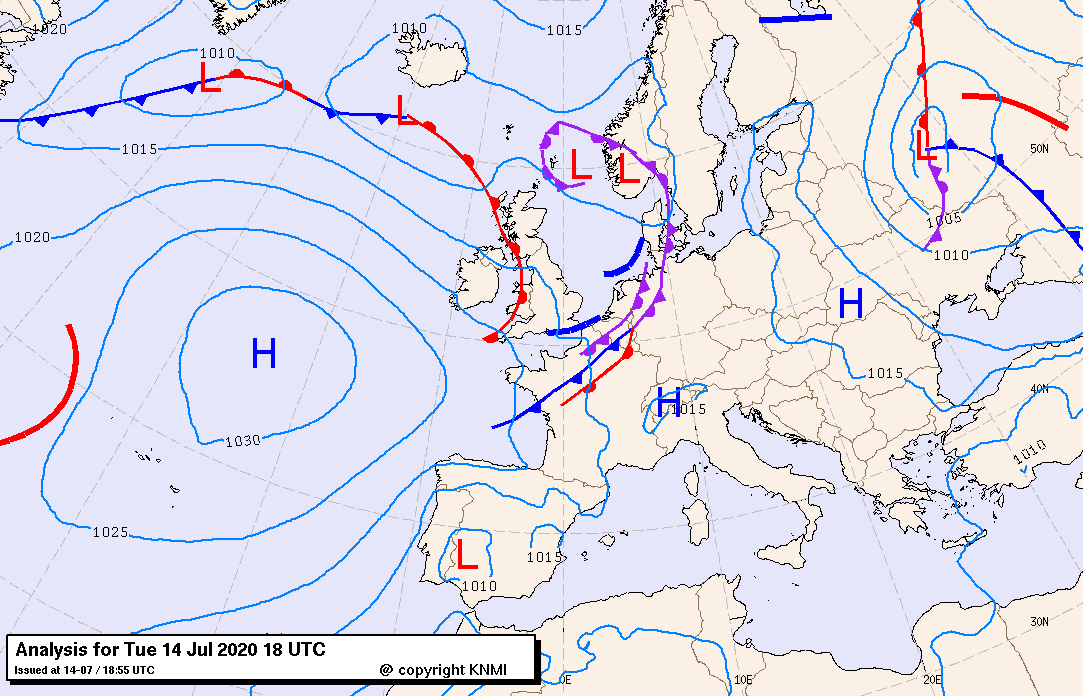 1020
1010
1010
1015
L
L
1015
L
L
L
50N
1020
1005
1010
H
H
1015
40N
H
1015
1030
1010
1025
L
1015
1010
30N
Analysis for Tue 14 Jul 2020 18 UTC
Issued at 14-07 / 18:55 UTC
@ copyright KNMI
0E
10E
20E